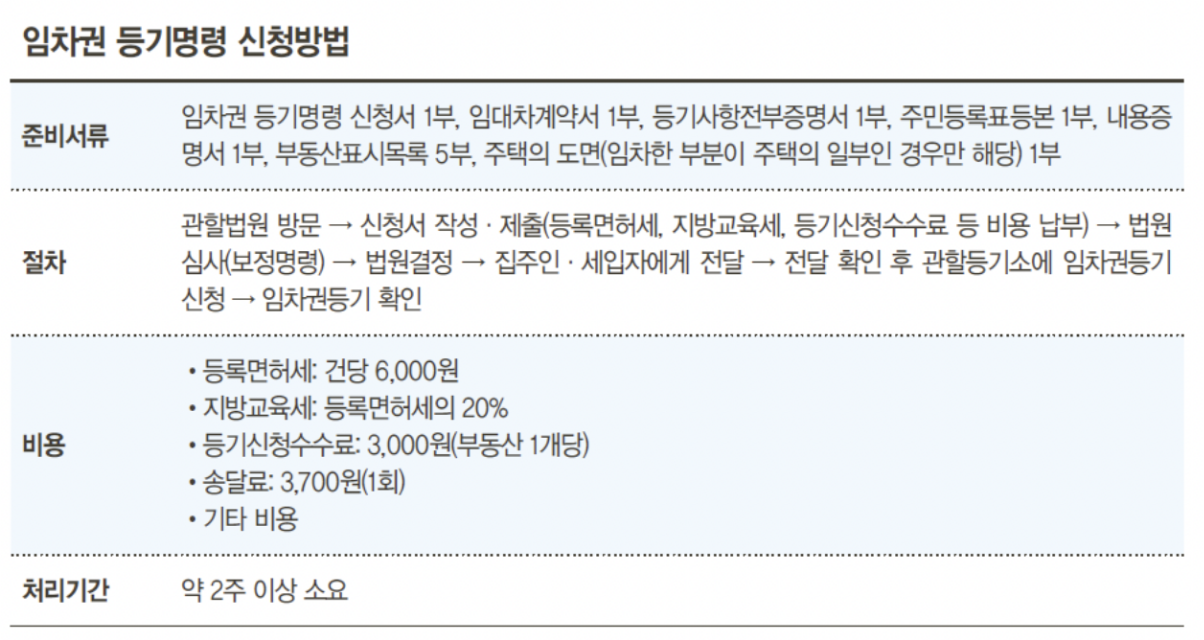 임차권 등기명령 신청방법
준비서류
임차권 등기명령 신청서 1부, 임대차계약서 1부, 등기사항전부증명서 1부, 주민등록표등본 1부, 내용증
명서 1부, 부동산표시목록 5부, 주택의 도면(임차한 부분이 주택의 일부인 경우만 해당) 1부
절차
관할법원 방문 → 신청서 작성 · 제출(등록면허세, 지방교육세, 등기신청수수료 등 비용 납부) → 법원
심사(보정명령) → 법원결정 → 집주인 · 세입자에게 전달 → 전달 확인 후 관할등기소에 임차권등기
신청 → 임차권등기 확인
비용
• 등록면허세: 건당 6,000원
• 지방교육세: 등록면허세의 20%
• 등기신청수수료: 3,000원(부동산 1개당)
• 송달료: 3,700원(1회)
• 기타 비용
처리기간
약 2주 이상 소요